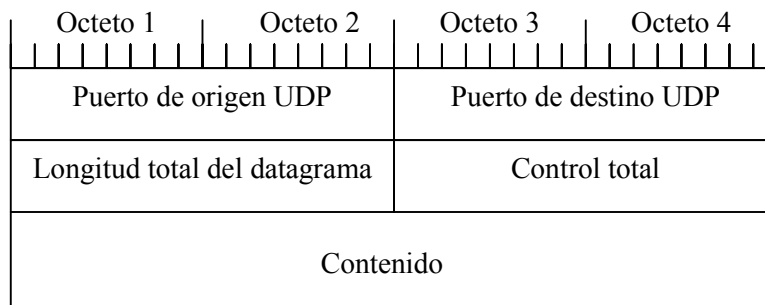 Octeto 1 Octeto 2 Octeto 3 Octeto 4
Puerto de origen UDP Puerto de destino UDP
Longitud total del datagrama Control total
Contenido